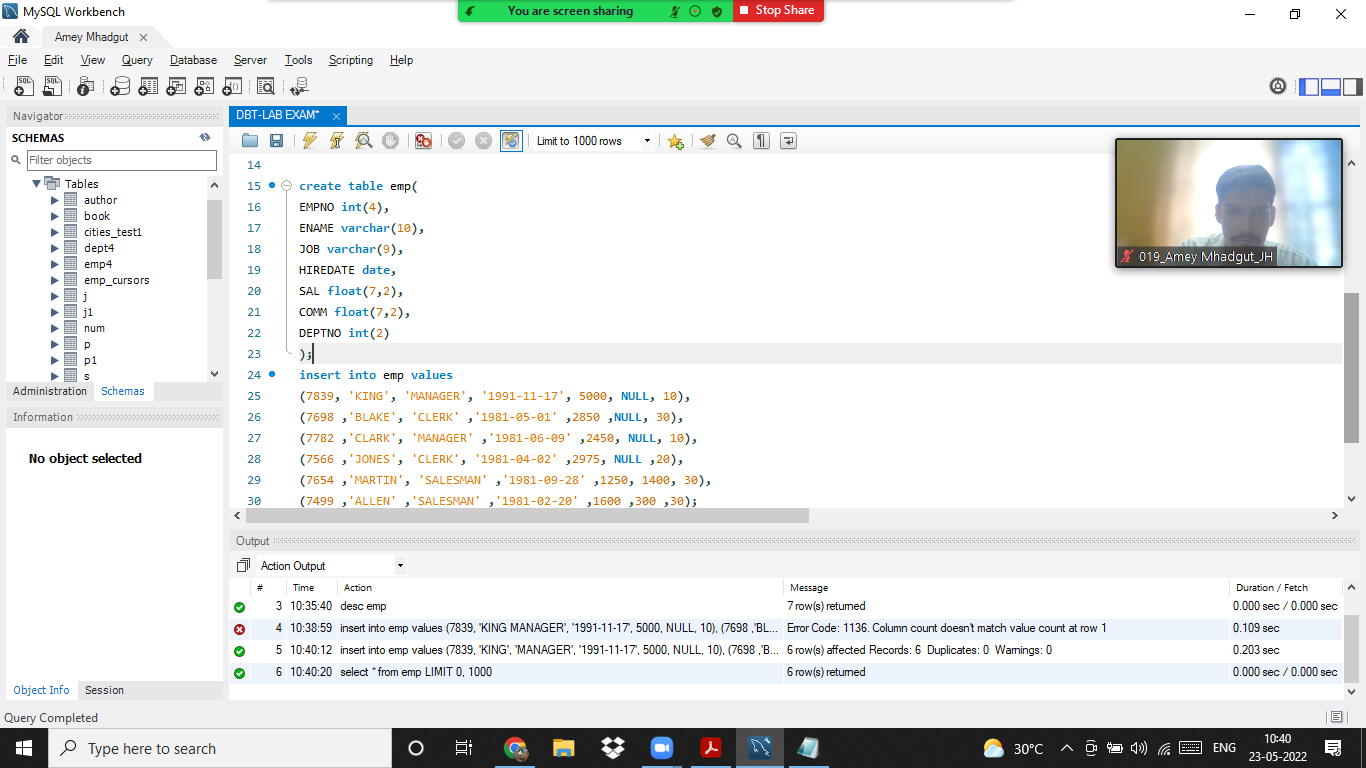 MySQL Workbench
You are screen sharing
Stop Share
Amey Mhadgut
File Edit View Query Database Server Tools Scripting Help
Navigator
SCHEMAS
Filter objects
Tables
author
book
cities_test1
dept4
emp4
emp_cursors
j
j1
num
p
p1
s
Administration Schemas
Information
No object selected
Object Info Session
Query Completed
DBT-LAB EXAM*
Limit to 1000 rows
14
15 create table emp(
16 EMPNO int(4),
17 ENAME varchar(10),
18 JOB varchar(9),
19 HIREDATE date,
20 SAL float(7,2),
21 COMM float(7,2),
22 DEPTNO int(2)
23 );
24 insert into emp values
25 (7839, 'KING', 'MANAGER', '1991-11-17', 5000, NULL, 10),
26 (7698 ,'BLAKE', 'CLERK' ,'1981-05-01' ,2850 ,NULL, 30),
27 (7782 ,'CLARK', 'MANAGER' ,'1981-06-09' ,2450, NULL, 10),
28 (7566 ,'JONES', 'CLERK', '1981-04-02' ,2975, NULL ,20),
29 (7654 ,'MARTIN', 'SALESMAN' ,'1981-09-28' ,1250, 1400, 30),
30 (7499 ,'ALLEN' ,'SALESMAN' ,'1981-02-20' ,1600 ,300 ,30);
019_Amey Mhadgut_JH
Output
Action Output
# Time Action Message Duration / Fetch
3 10:35:40 desc emp 7 row(s) returned 0.000 sec / 0.000 sec
4 10:38:59 insert into emp values (7839, 'KING MANAGER', '1991-11-17', 5000, NULL, 10), (7698 ,'BL... Error Code: 1136. Column count doesn't match value count at row 1 0.109 sec
5 10:40:12 insert into emp values (7839, 'KING', 'MANAGER', '1991-11-17', 5000, NULL, 10), (7698 ,'B... 6 row(s) affected Records: 6 Duplicates: 0 Warnings: 0 0.203 sec
6 10:40:20 select * from emp LIMIT 0, 1000 6 row(s) returned 0.000 sec / 0.000 sec
Type here to search
30°C
ENG
10:40
23-05-2022